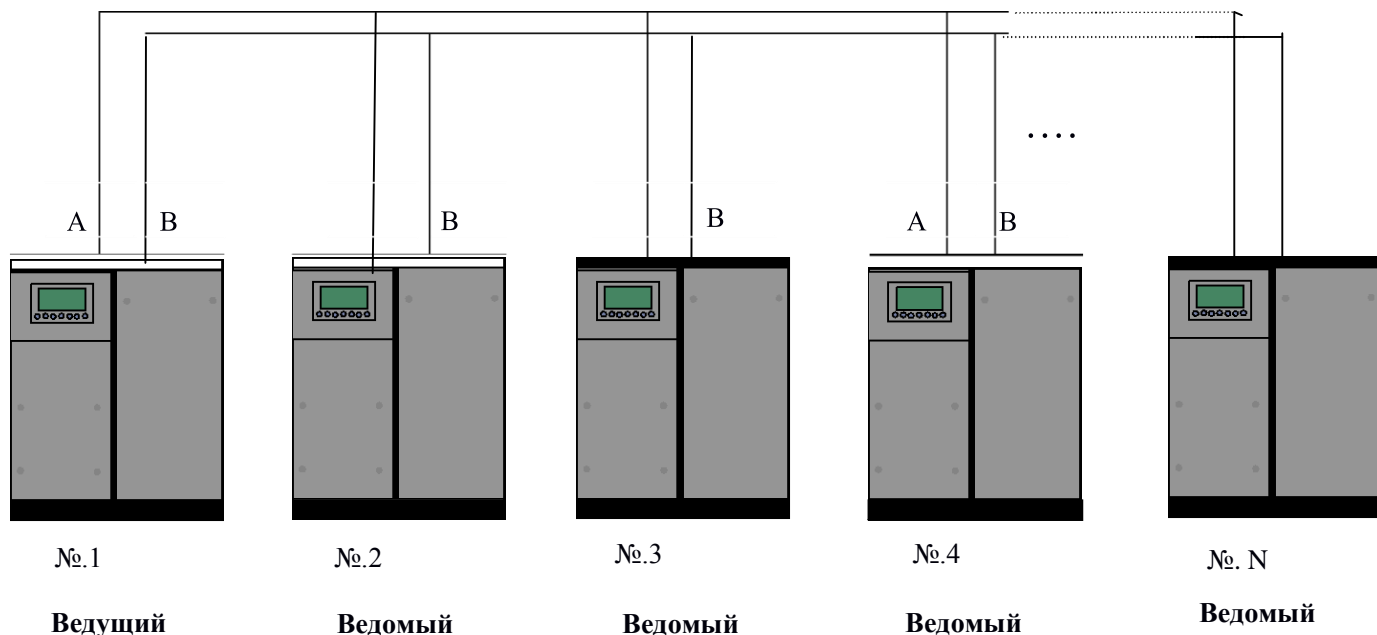 ....
A B B B A B
№.1 №.2 №.3 №.4 №. N
Ведущий Ведомый Ведомый Ведомый Ведомый